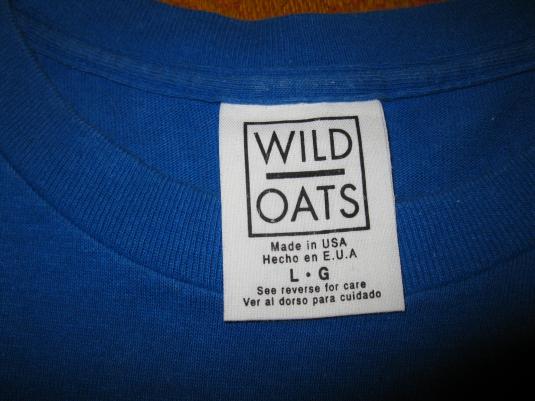 WILD
OATS
Made in USA
Hecho en E.U.A
L • G
See reverse for care
Ver al dorso para cuidado